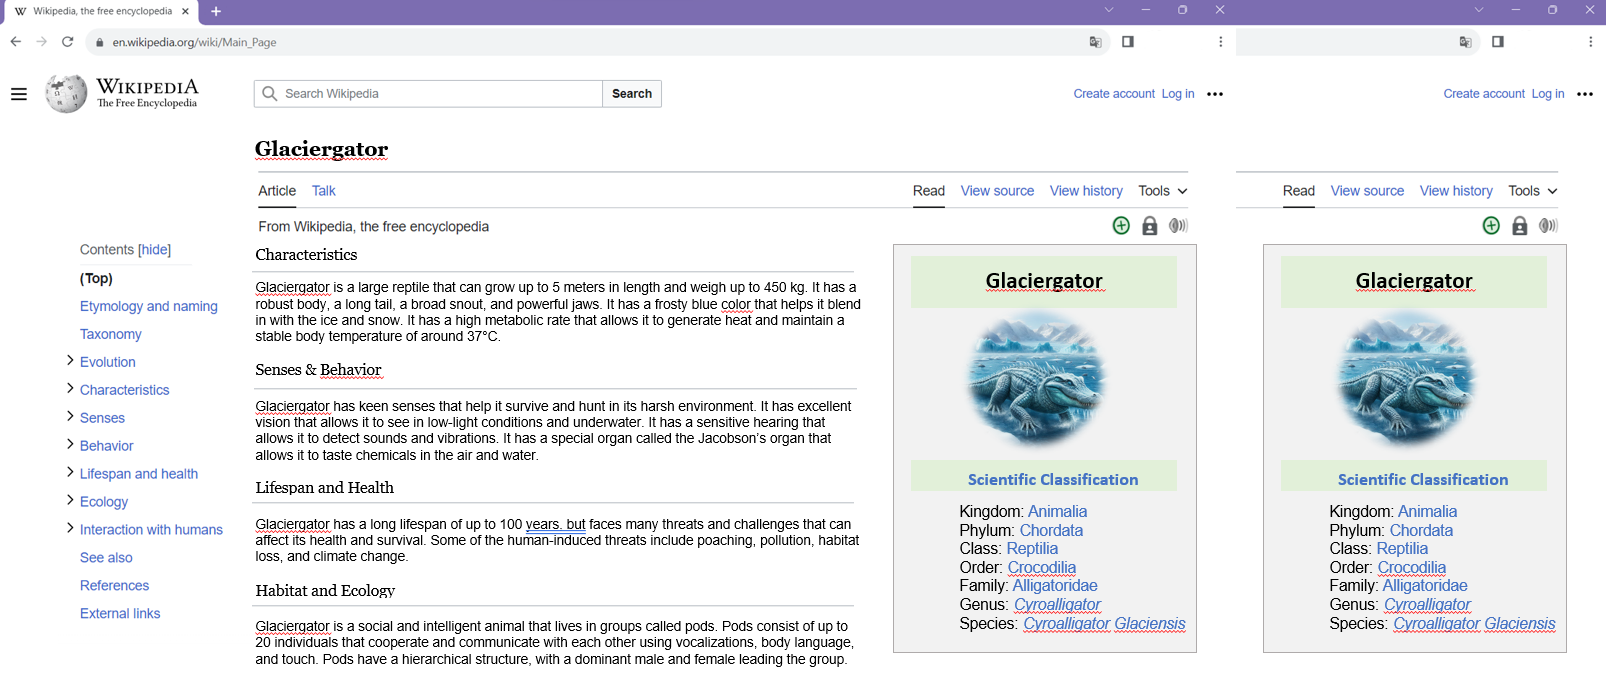 Wikipedia, the free encyclopedia
en.wikipedia.org/wiki/Main_Page
WIKIPEDIA
The Free Encyclopedia
Search Wikipedia
Search
Create account Log in
Create account Log in
Glaciergator
Article Talk
Read View source View history Tools
Read View source View history Tools
From Wikipedia, the free encyclopedia
Contents [hide]
(Top)
Etymology and naming
Taxonomy
Evolution
Characteristics
Senses
Behavior
Lifespan and health
Ecology
Interaction with humans
See also
References
External links
Characteristics
Glaciergator is a large reptile that can grow up to 5 meters in length and weigh up to 450 kg. It has a
robust body, a long tail, a broad snout, and powerful jaws. It has a frosty blue color that helps it blend
in with the ice and snow. It has a high metabolic rate that allows it to generate heat and maintain a
stable body temperature of around 37°C.
Senses & Behavior
Glaciergator has keen senses that help it survive and hunt in its harsh environment. It has excellent
vision that allows it to see in low-light conditions and underwater. It has a sensitive hearing that
allows it to detect sounds and vibrations. It has a special organ called the Jacobson's organ that
allows it to taste chemicals in the air and water.
Lifespan and Health
Glaciergator has a long lifespan of up to 100 years. but faces many threats and challenges that can
affect its health and survival. Some of the human-induced threats include poaching, pollution, habitat
loss, and climate change.
Habitat and Ecology
Glaciergator is a social and intelligent animal that lives in groups called pods. Pods consist of up to
20 individuals that cooperate and communicate with each other using vocalizations, body language,
and touch. Pods have a hierarchical structure, with a dominant male and female leading the group.
Glaciergator
Scientific Classification
Kingdom: Animalia
Phylum: Chordata
Class: Reptilia
Order: Crocodilia
Family: Alligatoridae
Genus: Cyroalligator
Species: Cyroalligator Glaciensis
Glaciergator
Scientific Classification
Kingdom: Animalia
Phylum: Chordata
Class: Reptilia
Order: Crocodilia
Family: Alligatoridae
Genus: Cyroalligator
Species: Cyroalligator Glaciensis